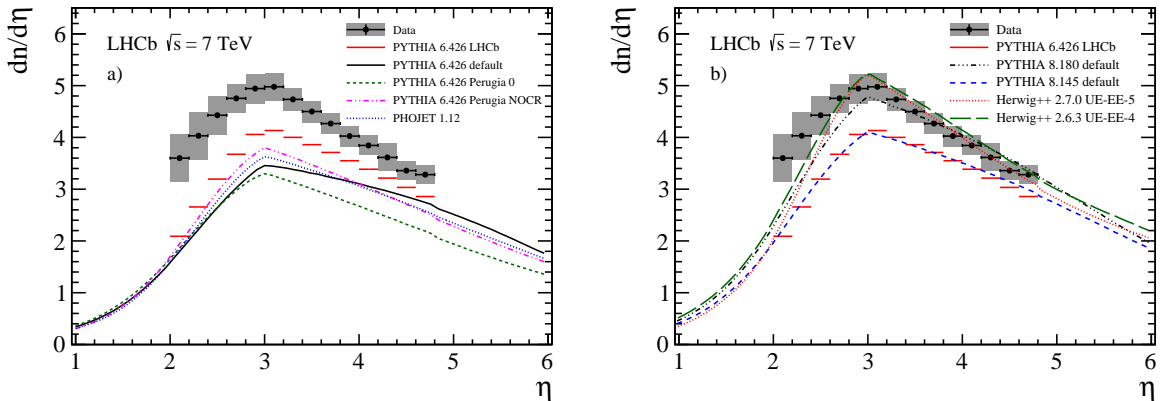 dn/dη
6
5
4
3
2
1
0
LHCb √s = 7 TeV
a)
Data
PYTHIA 6.426 LHCb
PYTHIA 6.426 default
PYTHIA 6.426 Perugia 0
PYTHIA 6.426 Perugia NOCR
PHOJET 1.12
1 2 3 4 5 6
η
dn/dη
6
5
4
3
2
1
0
LHCb √s = 7 TeV
b)
Data
PYTHIA 6.426 LHCb
PYTHIA 8.180 default
PYTHIA 8.145 default
Herwig++ 2.7.0 UE-EE-5
Herwig++ 2.6.3 UE-EE-4
1 2 3 4 5 6
η